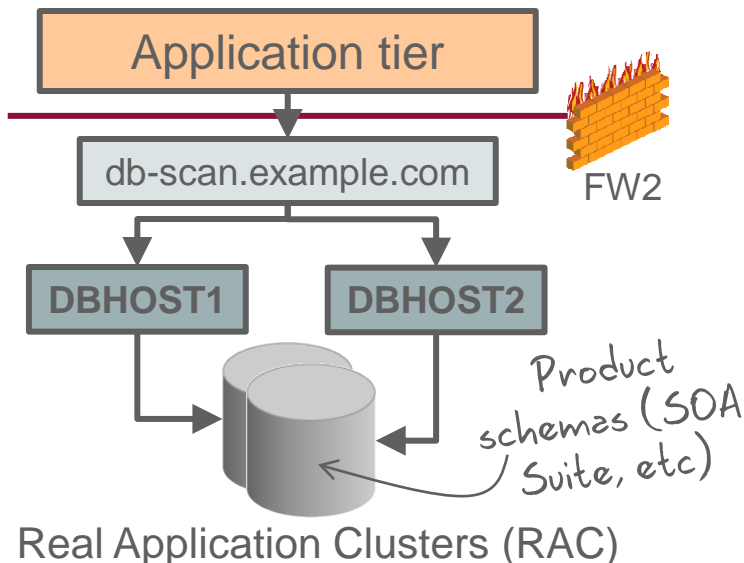 Application tier
FW2
db-scan.example.com
DBHOST1
DBHOST2
Product
schemas (SOA
Suite, etc)
Real Application Clusters (RAC)